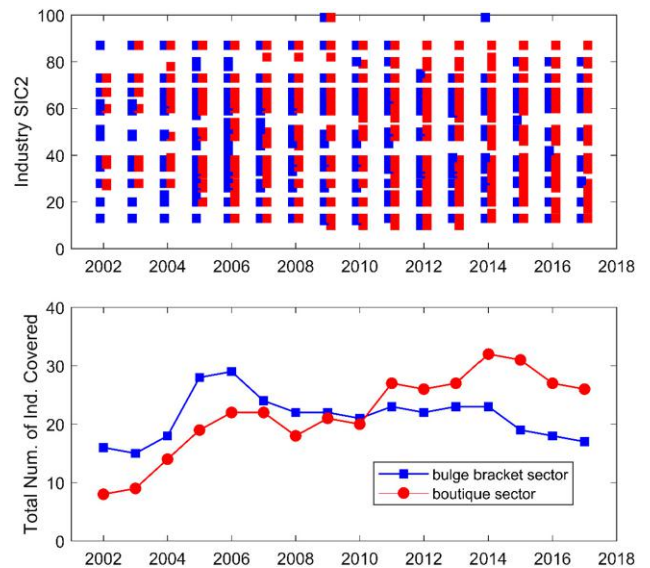 100
80
60
40
20
0
Industry SIC2
2002 2004 2006 2008 2010 2012 2014 2016 2018
40
30
20
10
0
Total Num. of Ind. Covered
bulge bracket sector
boutique sector
2002 2004 2006 2008 2010 2012 2014 2016 2018